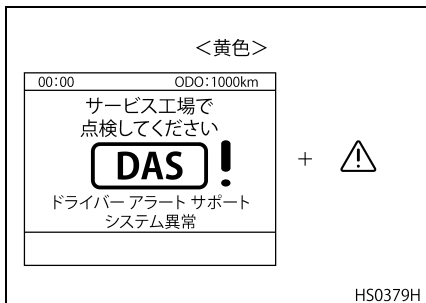 ＜黄色＞
00:00 ODO:1000km
サービス工場で
点検してください
DAS !
ドライバー アラート サポート
システム異常
+
HS0379H